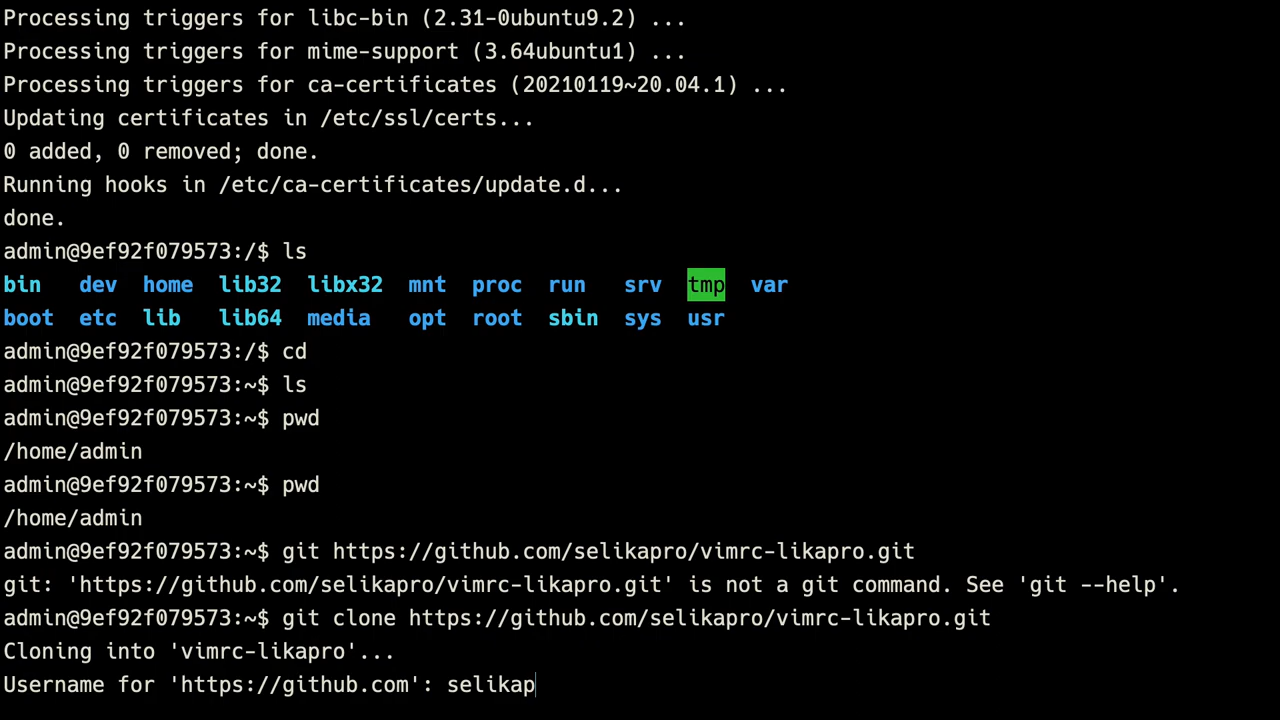 Processing triggers for libc-bin (2.31-0ubuntu9.2) ...
Processing triggers for mime-support (3.64ubuntu1) ...
Processing triggers for ca-certificates (20210119~20.04.1) ...
Updating certificates in /etc/ssl/certs...
0 added, 0 removed; done.
Running hooks in /etc/ca-certificates/update.d...
done.
admin@9ef92f079573:/$ ls
bin   dev  home  lib32  libx32  mnt  proc  run   srv  tmp  var
boot  etc  lib   lib64  media   opt  root  sbin  sys  usr
admin@9ef92f079573:/$ cd
admin@9ef92f079573:~$ ls
admin@9ef92f079573:~$ pwd
/home/admin
admin@9ef92f079573:~$ pwd
/home/admin
admin@9ef92f079573:~$ git https://github.com/selikapro/vimrc-likapro.git
git: 'https://github.com/selikapro/vimrc-likapro.git' is not a git command. See 'git --help'.
admin@9ef92f079573:~$ git clone https://github.com/selikapro/vimrc-likapro.git
Cloning into 'vimrc-likapro'...
Username for 'https://github.com': selikap